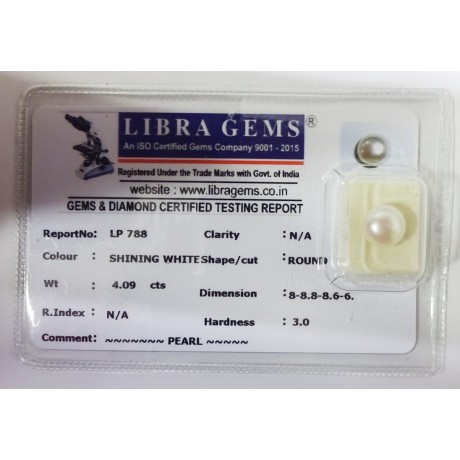 LIBRA GEMS ®
An ISO Certified Gems Company 9001 - 2015
Registered Under the Trade Marks with Govt. of India
website : www.libragems.co.in
GEMS & DIAMOND CERTIFIED TESTING REPORT
ReportNo: LP 788 Clarity : N/A
Colour : SHINING WHITE Shape/cut : ROUND
Wt : 4.09 cts Dimension : 8-8.8-8.6-6.
R.Index : N/A Hardness : 3.0
Comment: ~~~~~~~ PEARL ~~~~~